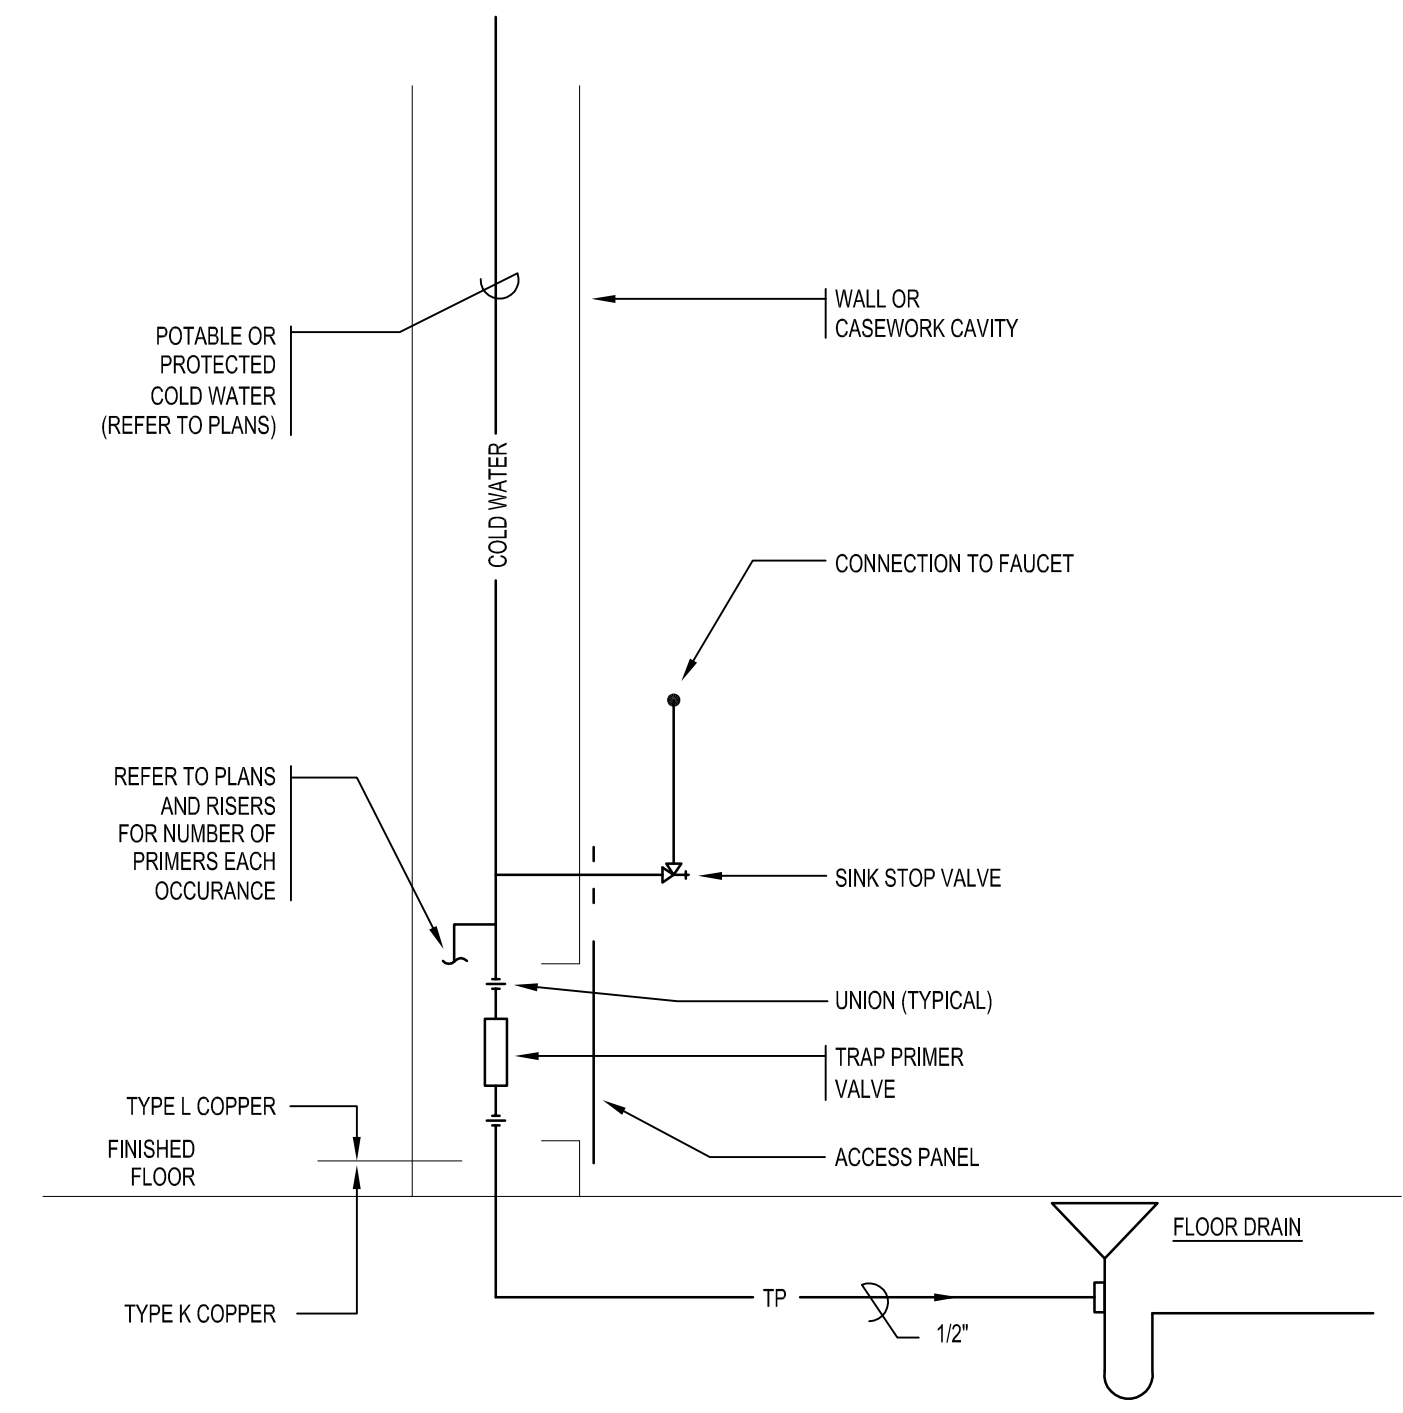 POTABLE OR
PROTECTED
COLD WATER
(REFER TO PLANS)
WALL OR
CASEWORK CAVITY
COLD WATER
CONNECTION TO FAUCET
REFER TO PLANS
AND RISERS
FOR NUMBER OF
PRIMERS EACH
OCCURANCE
SINK STOP VALVE
UNION (TYPICAL)
TRAP PRIMER
VALVE
TYPE L COPPER
FINISHED
FLOOR
ACCESS PANEL
FLOOR DRAIN
TYPE K COPPER
TP
1/2"